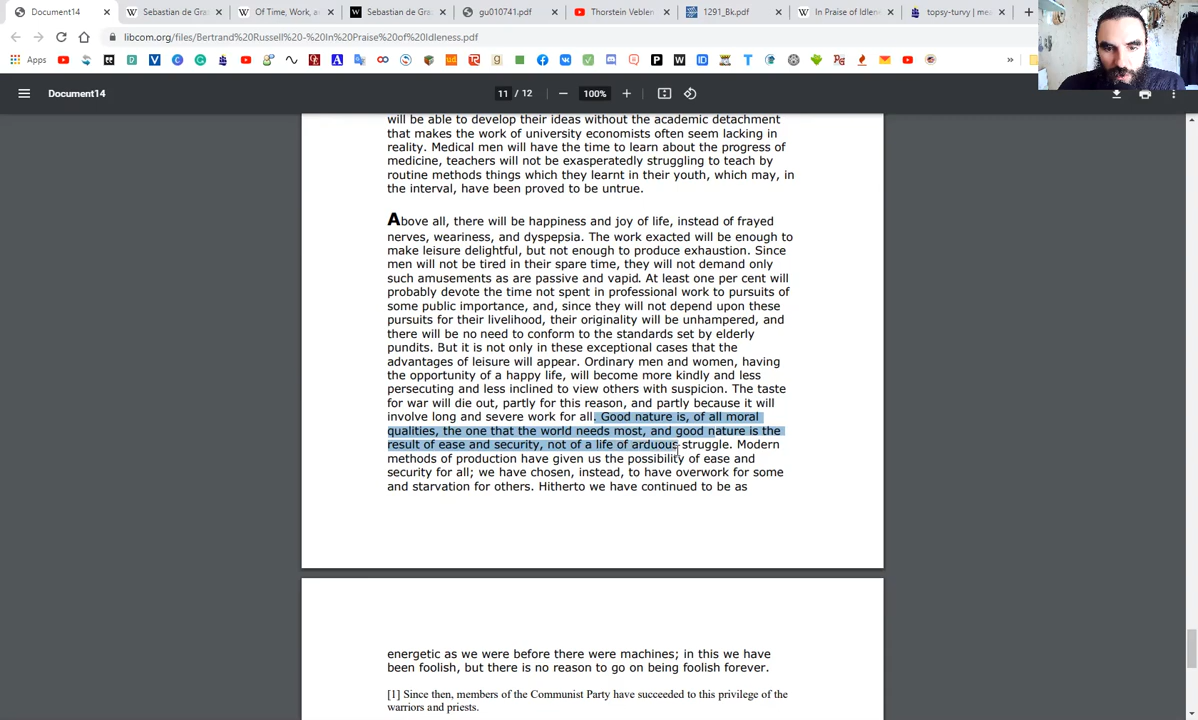 Document14
Sebastian de Gra
Of Time, Work, an
Sebastian de Gras
gu010741.pdf
Thorstein Veblen
1291_Bk.pdf
In Praise of Idlene
topsy-turvy | mea
libcom.org/files/Bertrand%20Russell%20-%20In%20Praise%20of%20Idleness.pdf
Apps
Document14
11 / 12
100%
will be able to develop their ideas without the academic detachment
that makes the work of university economists often seem lacking in
reality. Medical men will have the time to learn about the progress of
medicine, teachers will not be exasperatedly struggling to teach by
routine methods things which they learnt in their youth, which may, in
the interval, have been proved to be untrue.
Above all, there will be happiness and joy of life, instead of frayed
nerves, weariness, and dyspepsia. The work exacted will be enough to
make leisure delightful, but not enough to produce exhaustion. Since
men will not be tired in their spare time, they will not demand only
such amusements as are passive and vapid. At least one per cent will
probably devote the time not spent in professional work to pursuits of
some public importance, and, since they will not depend upon these
pursuits for their livelihood, their originality will be unhampered, and
there will be no need to conform to the standards set by elderly
pundits. But it is not only in these exceptional cases that the
advantages of leisure will appear. Ordinary men and women, having
the opportunity of a happy life, will become more kindly and less
persecuting and less inclined to view others with suspicion. The taste
for war will die out, partly for this reason, and partly because it will
involve long and severe work for all. Good nature is, of all moral
qualities, the one that the world needs most, and good nature is the
result of ease and security, not of a life of arduous struggle. Modern
methods of production have given us the possibility of ease and
security for all; we have chosen, instead, to have overwork for some
and starvation for others. Hitherto we have continued to be as
energetic as we were before there were machines; in this we have
been foolish, but there is no reason to go on being foolish forever.
[1] Since then, members of the Communist Party have succeeded to this privilege of the
warriors and priests.